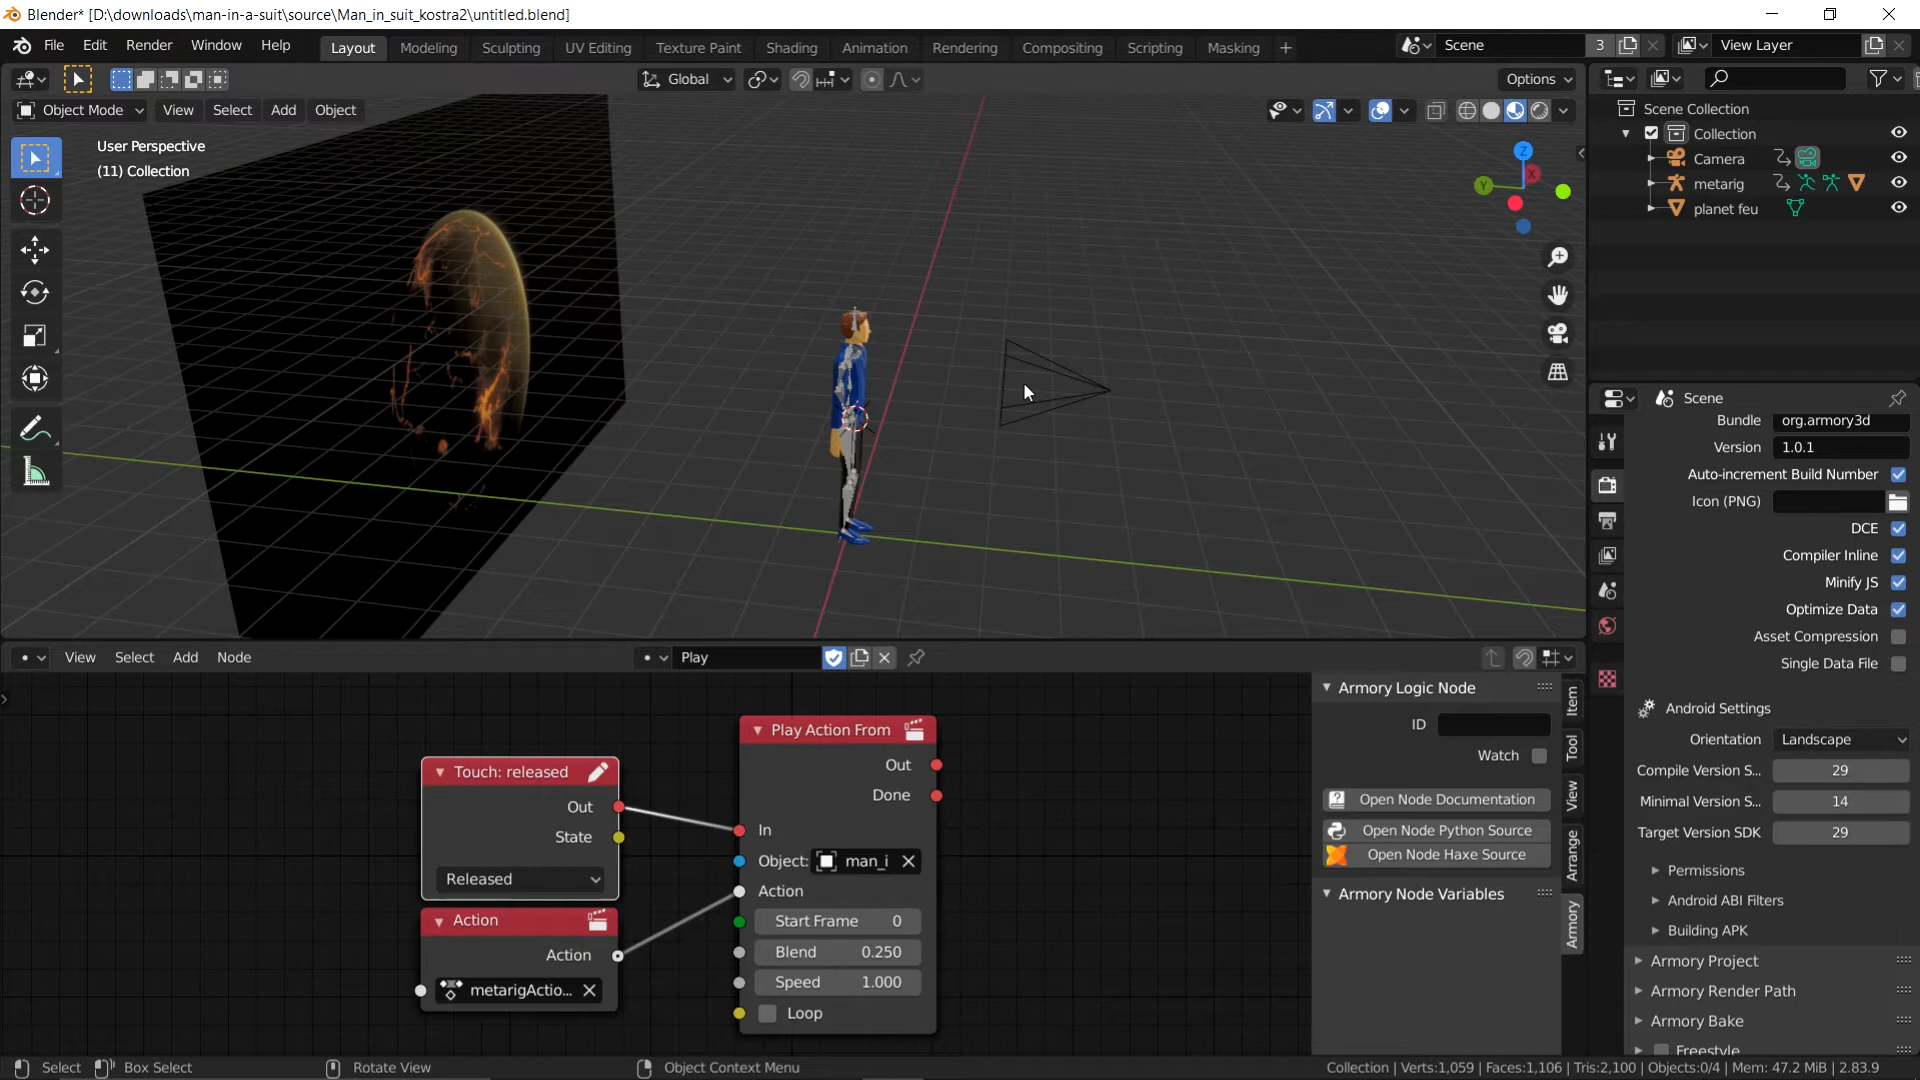 Blender* [D:\downloads\man-in-a-suit\source\Man_in_suit_kostra2\untitled.blend]
File Edit Render Window Help Layout Modeling Sculpting UV Editing Texture Paint Shading Animation Rendering Compositing Scripting Masking + Scene 3 View Layer
Global Options
Object Mode View Select Add Object
User Perspective
(11) Collection
Z
X
Y
Scene Collection
Collection
Camera
metarig
planet feu
Scene
Bundle org.armory3d
Version 1.0.1
Auto-increment Build Number
Icon (PNG)
DCE
Compiler Inline
Minify JS
Optimize Data
Asset Compression
Single Data File
Android Settings
Orientation Landscape
Compile Version S... 29
Minimal Version S... 14
Target Version SDK 29
Permissions
Android ABI Filters
Building APK
Armory Project
Armory Render Path
Armory Bake
Freestyle
View Select Add Node Play
Touch: released
Out
State
Released
Action
Action
metarigActio...
Play Action From
Out
Done
In
Object: man_i
Action
Start Frame 0
Blend 0.250
Speed 1.000
Loop
Armory Logic Node
ID
Watch
Open Node Documentation
Open Node Python Source
Open Node Haxe Source
Armory Node Variables
Item
Tool
View
Arrange
Armory
Select Box Select Rotate View Object Context Menu Collection | Verts:1,059 | Faces:1,106 | Tris:2,100 | Objects:0/4 | Mem: 47.2 MiB | 2.83.9